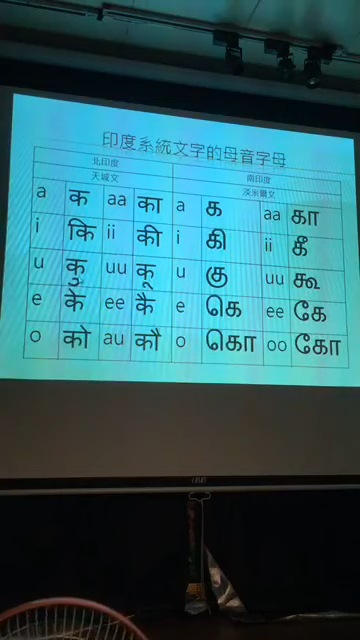 印度系統文字的母音字母
北印度 南印度
天城文 淡米爾文
a क aa का a க aa கா
i कि ii की i கி ii கீ
u कु uu कू u கு uu கூ
e के ee कै e கெ ee கே
o को au कौ o கொ oo கோ